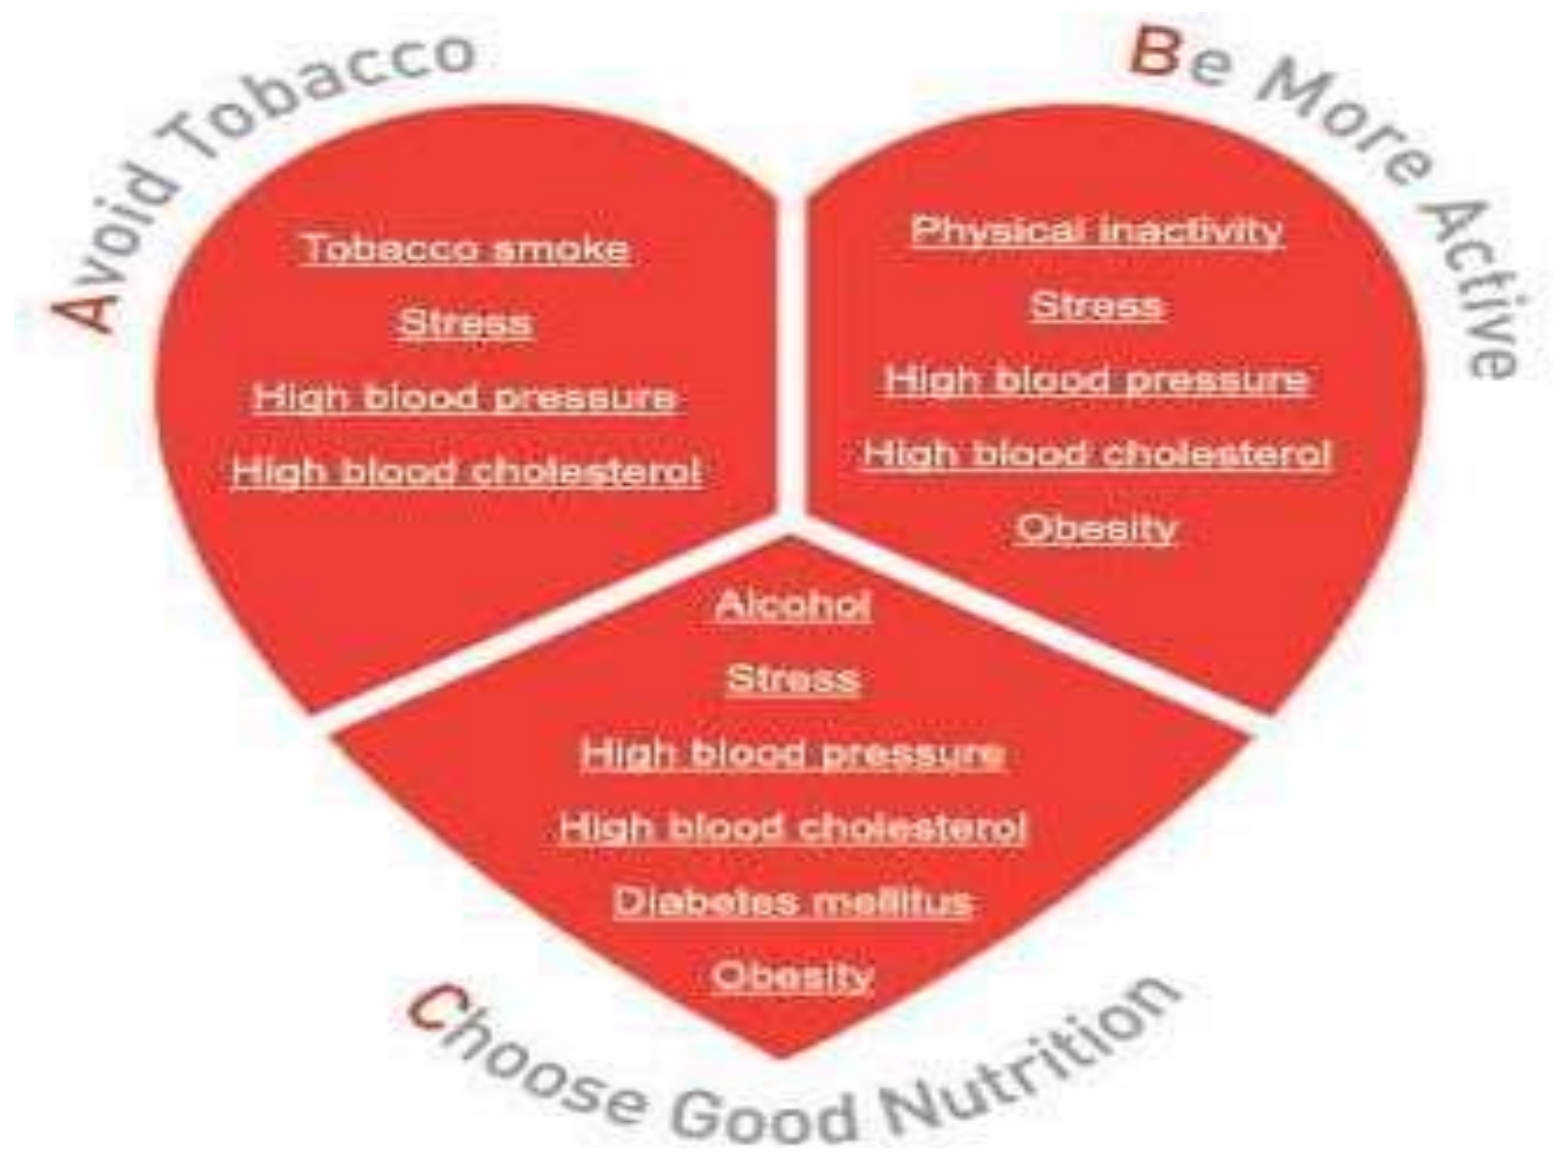 Avoid Tobacco
Tobacco smoke
Stress
High blood pressure
High blood cholesterol
Be More Active
Physical inactivity
Stress
High blood pressure
High blood cholesterol
Obesity
Alcohol
Stress
High blood pressure
High blood cholesterol
Diabetes mellitus
Obesity
Choose Good Nutrition